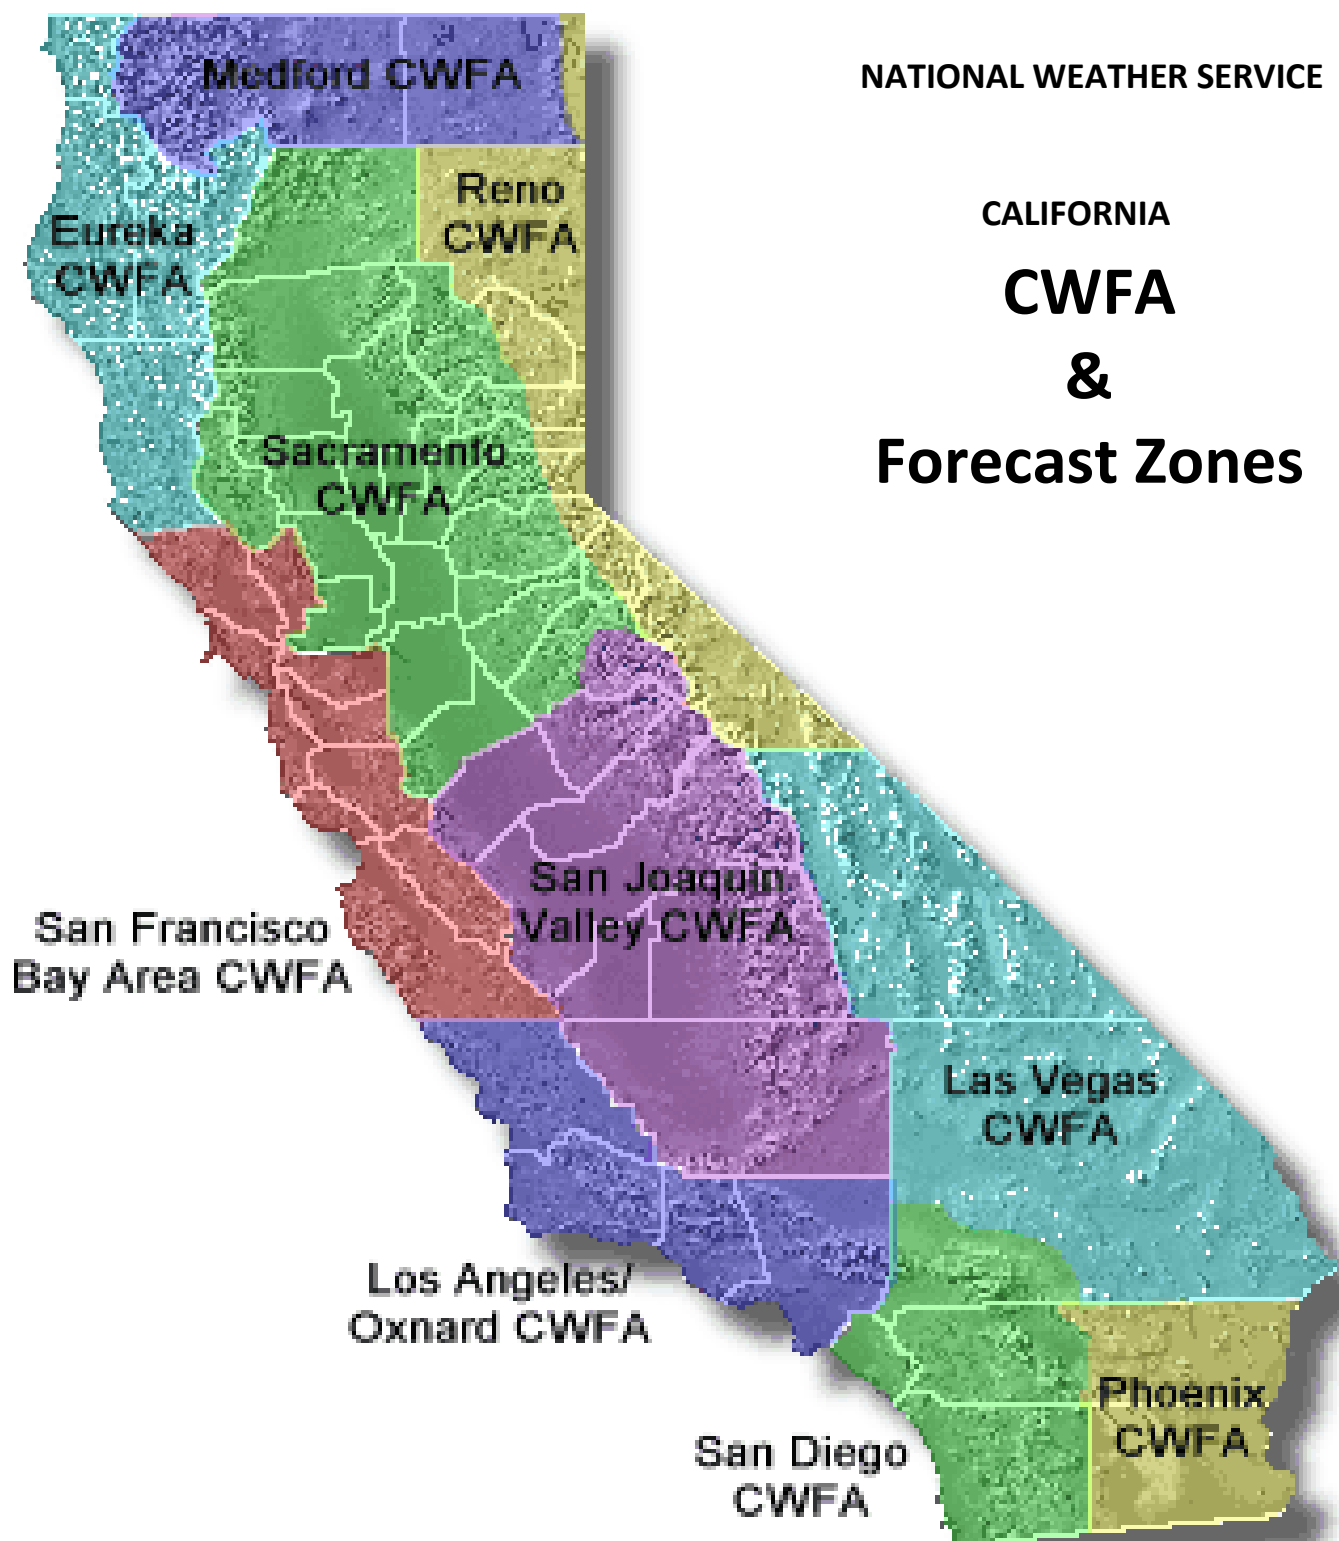 NATIONAL WEATHER SERVICE
CALIFORNIA
CWFA
&
Forecast Zones
Medford CWFA
Reno
CWFA
Eureka
CWFA
Sacramento
CWFA
San Joaquin
Valley CWFA
San Francisco
Bay Area CWFA
Las Vegas
CWFA
Los Angeles/
Oxnard CWFA
Phoenix
CWFA
San Diego
CWFA